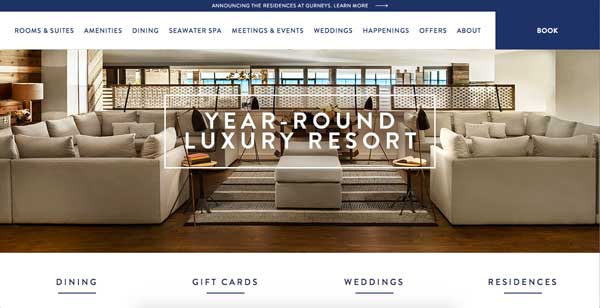 ANNOUNCING THE RESIDENCES AT GURNEYS. LEARN MORE
ROOMS & SUITES AMENITIES DINING SEAWATER SPA MEETINGS & EVENTS WEDDINGS HAPPENINGS OFFERS ABOUT BOOK
YEAR-ROUND
LUXURY RESORT
DINING GIFT CARDS WEDDINGS RESIDENCES